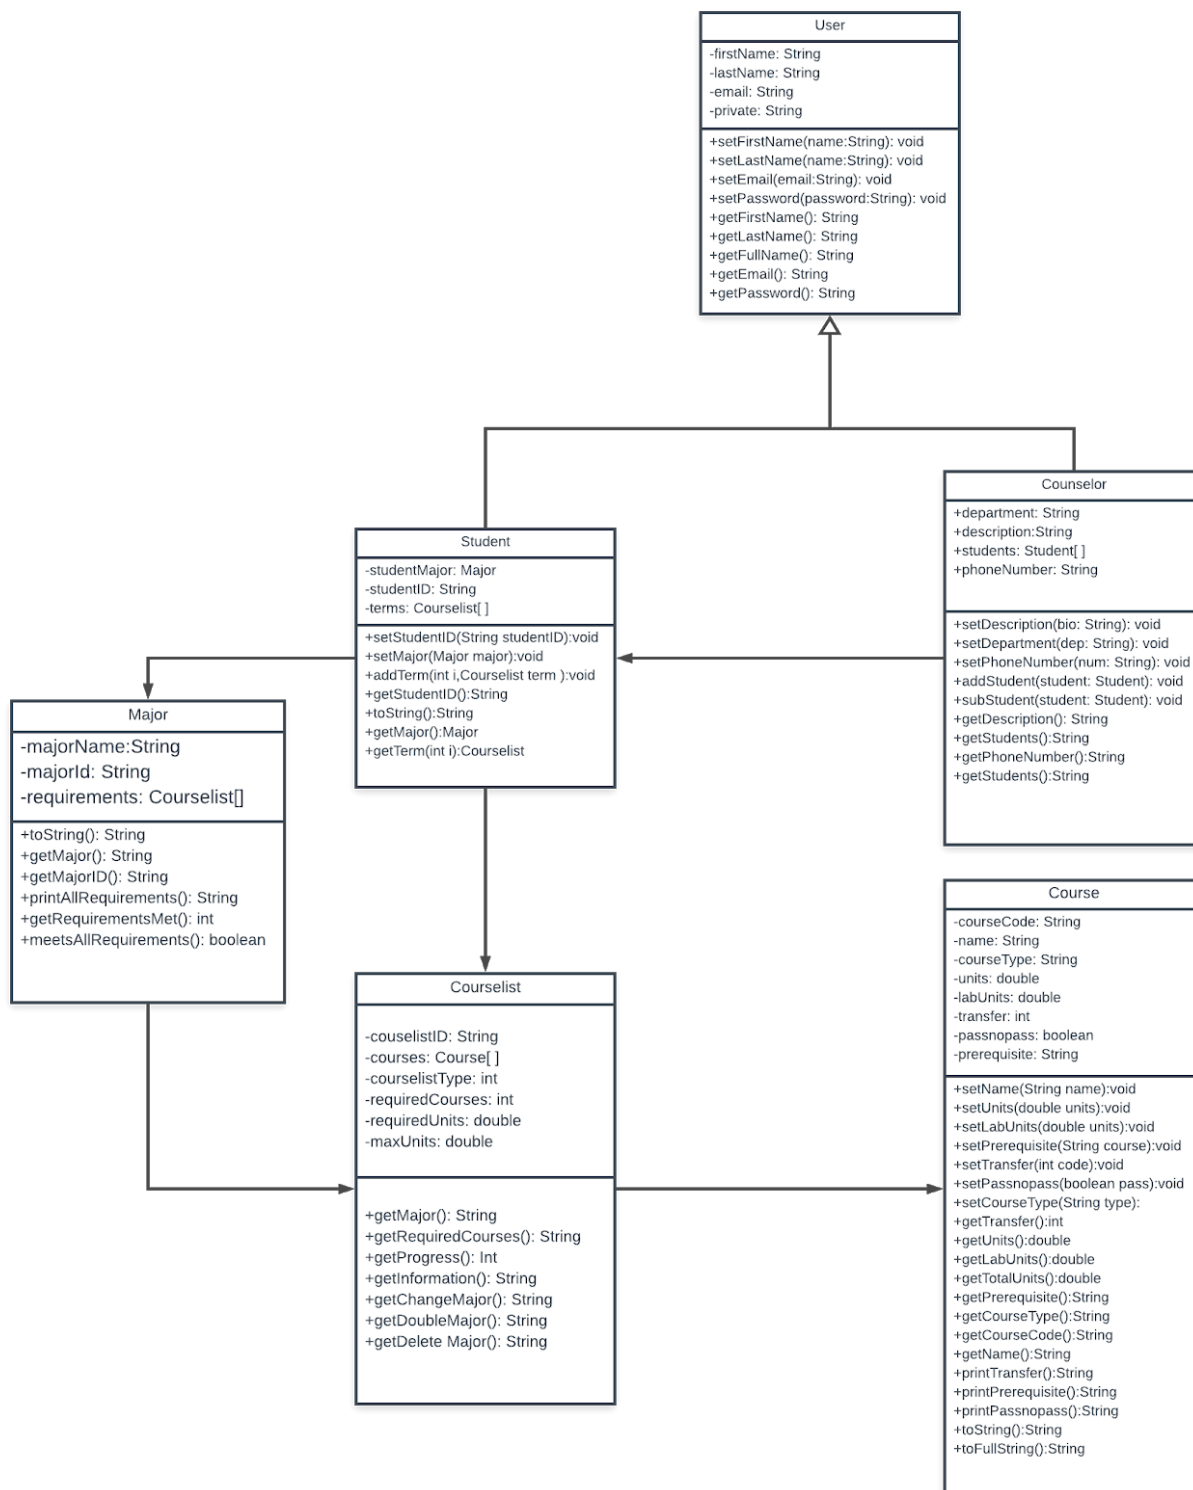 User
-firstName: String
-lastName: String
-email: String
-private: String
+setFirstName(name:String): void
+setLastName(name:String): void
+setEmail(email:String): void
+setPassword(password:String): void
+getFirstName(): String
+getLastName(): String
+getFullName(): String
+getEmail(): String
+getPassword(): String
Counselor
+department: String
+description:String
+students: Student[ ]
+phoneNumber: String
+setDescription(bio: String): void
+setDepartment(dep: String): void
+setPhoneNumber(num: String): void
+addStudent(student: Student): void
+subStudent(student: Student): void
+getDescription(): String
+getStudents():String
+getPhoneNumber():String
+getStudents():String
Student
-studentMajor: Major
-studentID: String
-terms: Courselist[ ]
+setStudentID(String studentID):void
+setMajor(Major major):void
+addTerm(int i,Courselist term ):void
+getStudentID():String
+toString():String
+getMajor():Major
+getTerm(int i):Courselist
Major
-majorName:String
-majorId: String
-requirements: Courselist[]
+toString(): String
+getMajor(): String
+getMajorID(): String
+printAllRequirements(): String
+getRequirementsMet(): int
+meetsAllRequirements(): boolean
Courselist
-couselistID: String
-courses: Course[ ]
-courselistType: int
-requiredCourses: int
-requiredUnits: double
-maxUnits: double
+getMajor(): String
+getRequiredCourses(): String
+getProgress(): Int
+getInformation(): String
+getChangeMajor(): String
+getDoubleMajor(): String
+getDelete Major(): String
Course
-courseCode: String
-name: String
-courseType: String
-units: double
-labUnits: double
-transfer: int
-passnopass: boolean
-prerequisite: String
+setName(String name):void
+setUnits(double units):void
+setLabUnits(double units):void
+setPrerequisite(String course):void
+setTransfer(int code):void
+setPassnopass(boolean pass):void
+setCourseType(String type):
+getTransfer():int
+getUnits():double
+getLabUnits():double
+getTotalUnits():double
+getPrerequisite():String
+getCourseType():String
+getCourseCode():String
+getName():String
+printTransfer():String
+printPrerequisite():String
+printPassnopass():String
+toString():String
+toFullString():String